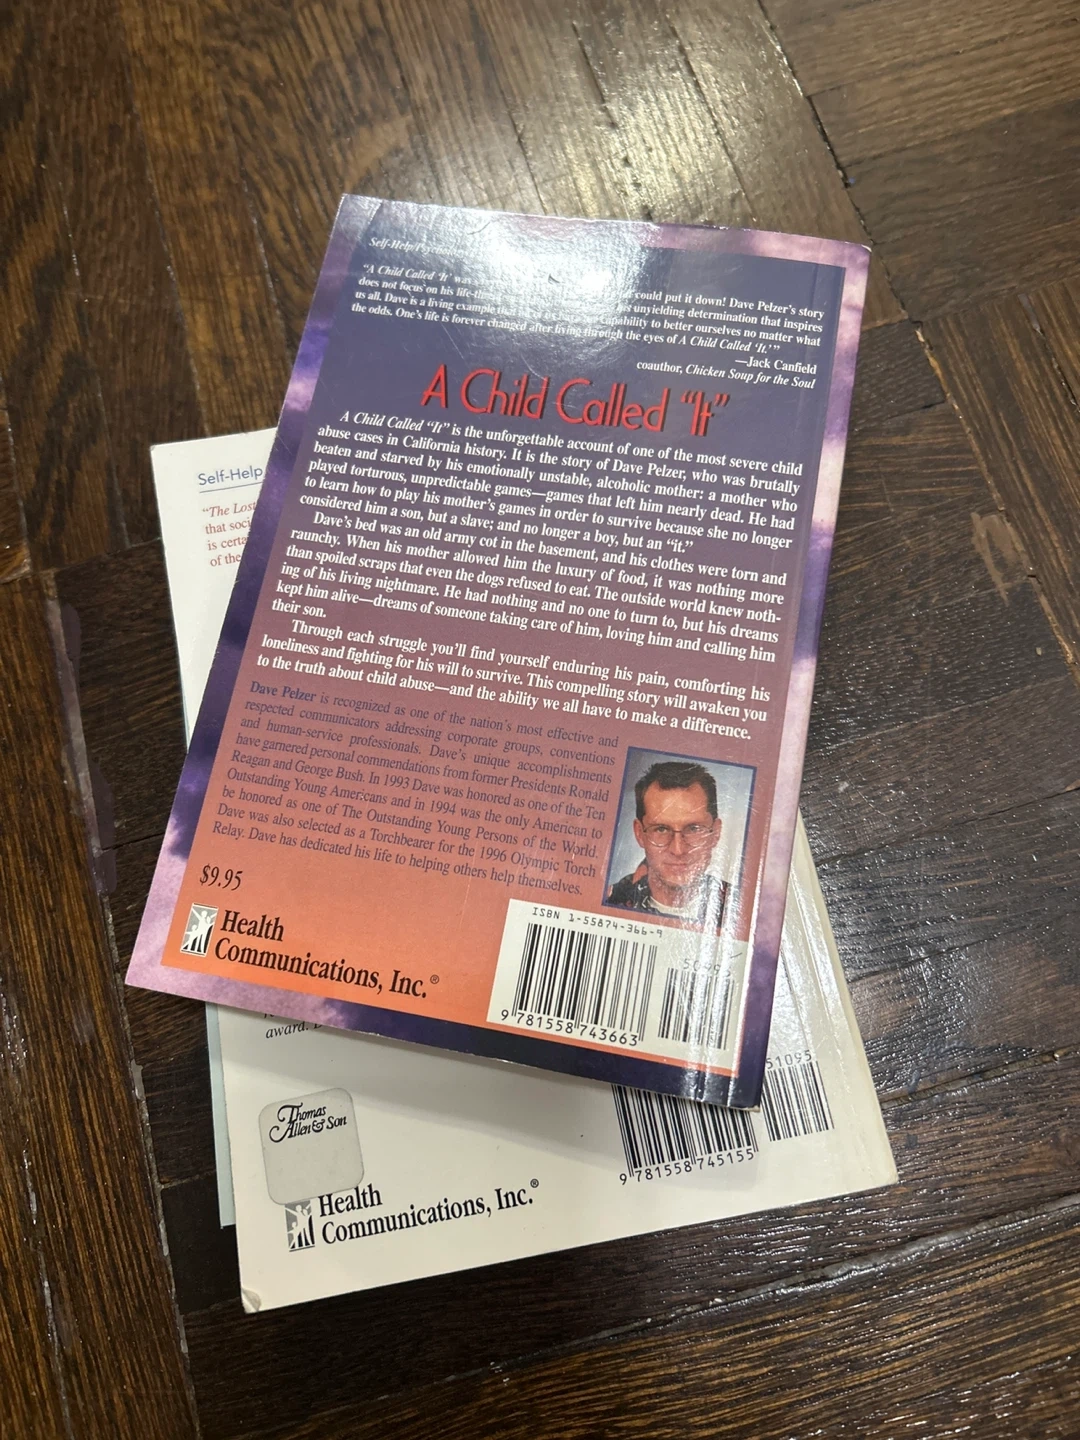 Self-Help/Psychology
"A Child Called 'It' was could put it down! Dave Pelzer's story
does not focus on his life- his unyielding determination that inspires
us all. Dave is a living example that capability to better ourselves no matter what
the odds. One's life is forever changed after living through the eyes of A Child Called 'It.'"
—Jack Canfield
coauthor, Chicken Soup for the Soul
A Child Called "It"
A Child Called "It" is the unforgettable account of one of the most severe child
abuse cases in California history. It is the story of Dave Pelzer, who was brutally
beaten and starved by his emotionally unstable, alcoholic mother: a mother who
played torturous, unpredictable games—games that left him nearly dead. He had
to learn how to play his mother's games in order to survive because she no longer
considered him a son, but a slave; and no longer a boy, but an "it."
Dave's bed was an old army cot in the basement, and his clothes were torn and
raunchy. When his mother allowed him the luxury of food, it was nothing more
than spoiled scraps that even the dogs refused to eat. The outside world knew noth-
ing of his living nightmare. He had nothing and no one to turn to, but his dreams
kept him alive—dreams of someone taking care of him, loving him and calling him
their son.
Through each struggle you'll find yourself enduring his pain, comforting his
loneliness and fighting for his will to survive. This compelling story will awaken you
to the truth about child abuse—and the ability we all have to make a difference.
Dave Pelzer is recognized as one of the nation's most effective and
respected communicators addressing corporate groups, conventions
and human-service professionals. Dave's unique accomplishments
have garnered personal commendations from former Presidents Ronald
Reagan and George Bush. In 1993 Dave was honored as one of the Ten
Outstanding Young Americans and in 1994 was the only American to
be honored as one of The Outstanding Young Persons of the World.
Dave was also selected as a Torchbearer for the 1996 Olympic Torch
Relay. Dave has dedicated his life to helping others help themselves.
$9.95
Health
Communications, Inc.®
ISBN 1-55874-366-9
9 781558 743663
Self-Help
"The Lost
that soci
is certa
of the
award.
Thomas
Allen & Son
Health
Communications, Inc.®
51095
9 781558 745155